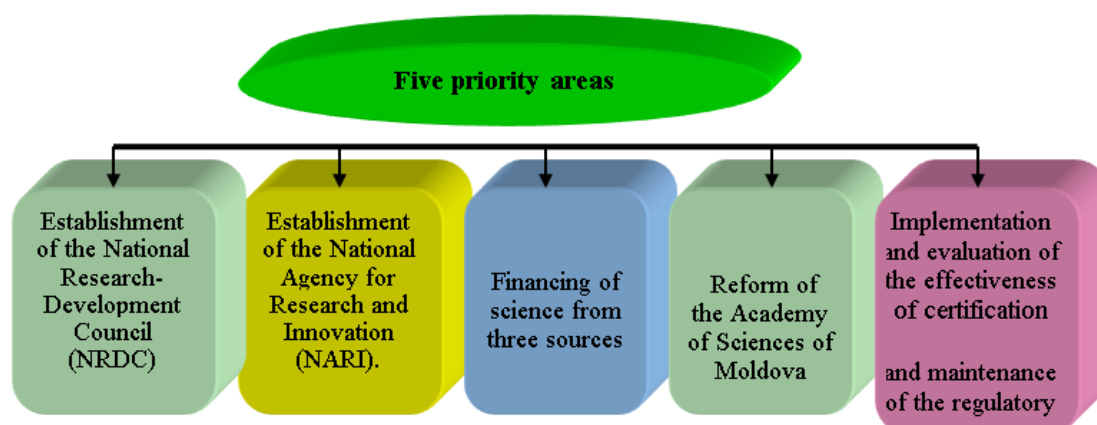 Five priority areas
Establishment
of the National
Research-
Development
Council
(NRDC)
Establishment
of the National
Agency for
Research and
Innovation
(NARI).
Financing of
science from
three sources
Reform of
the Academy
of Sciences of
Moldova
Implementation
and evaluation of
the effectiveness
of certification
and maintenance
of the regulatory